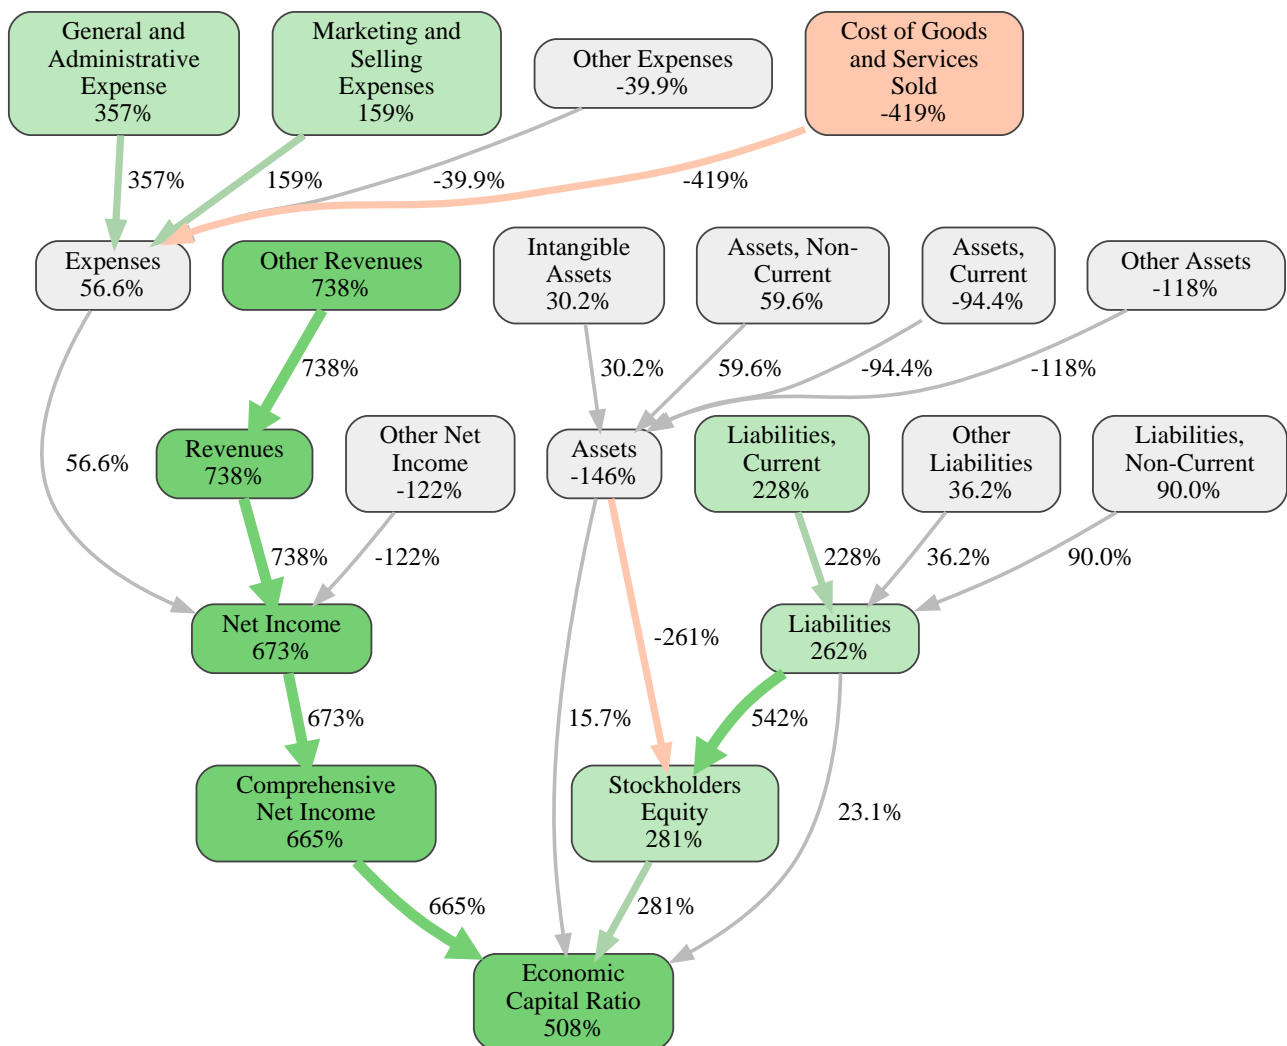 General and
Administrative
Expense
357%
Marketing and
Selling
Expenses
159%
Other Expenses
-39.9%
Cost of Goods
and Services
Sold
-419%
357%
159%
-39.9%
-419%
Expenses
56.6%
Other Revenues
738%
Intangible
Assets
30.2%
Assets, Non-
Current
59.6%
Assets,
Current
-94.4%
Other Assets
-118%
738%
30.2%
59.6%
-94.4%
-118%
56.6%
Revenues
738%
Other Net
Income
-122%
Assets
-146%
Liabilities,
Current
228%
Other
Liabilities
36.2%
Liabilities,
Non-Current
90.0%
738%
-122%
228%
36.2%
90.0%
Net Income
673%
-261%
Liabilities
262%
673%
15.7%
542%
Comprehensive
Net Income
665%
Stockholders
Equity
281%
23.1%
665%
281%
Economic
Capital Ratio
508%